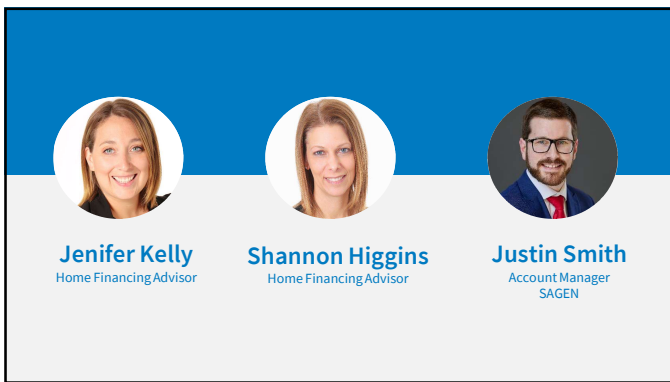 Jenifer Kelly
Home Financing Advisor
Shannon Higgins
Home Financing Advisor
Justin Smith
Account Manager
SAGEN